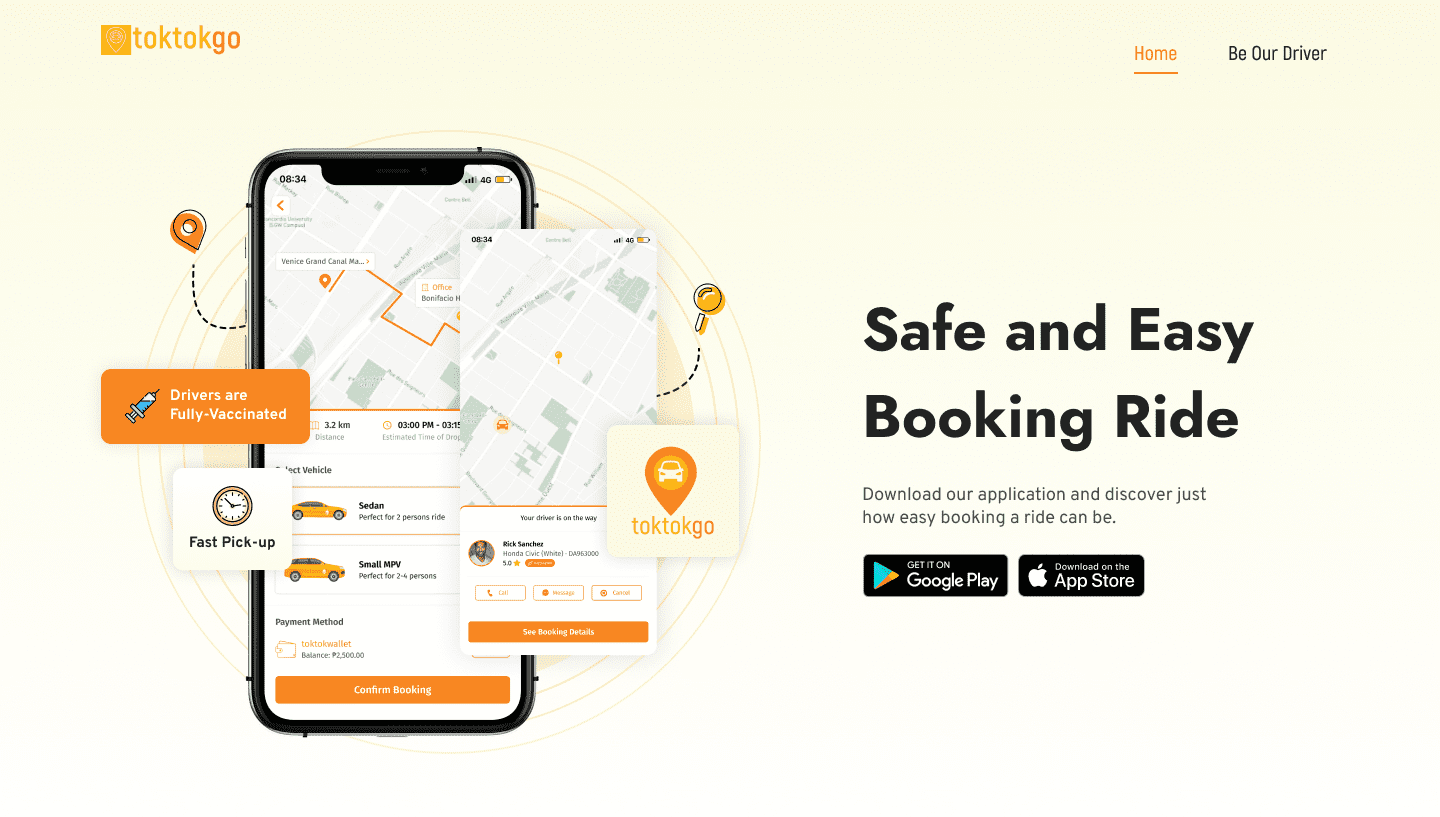 toktokgo
Home
Be Our Driver
08:34
4G
Venice Grand Canal Ma... >
Office
Bonifacio H
08:34
4G
Drivers are
Fully-Vaccinated
3.2 km
Distance
03:00 PM - 03:15
Estimated Time of Drop
Select Vehicle
Sedan
Perfect for 2 persons ride
Small MPV
Perfect for 2-4 persons
Fast Pick-up
Payment Method
toktokwallet
Balance: ₱2,500.00
Confirm Booking
Your driver is on the way
Rick Sanchez
Honda Civic (White) · DA963000
5.0
Call
Message
Cancel
See Booking Details
toktokgo
Safe and Easy
Booking Ride
Download our application and discover just
how easy booking a ride can be.
GET IT ON
Google Play
Download on the
App Store